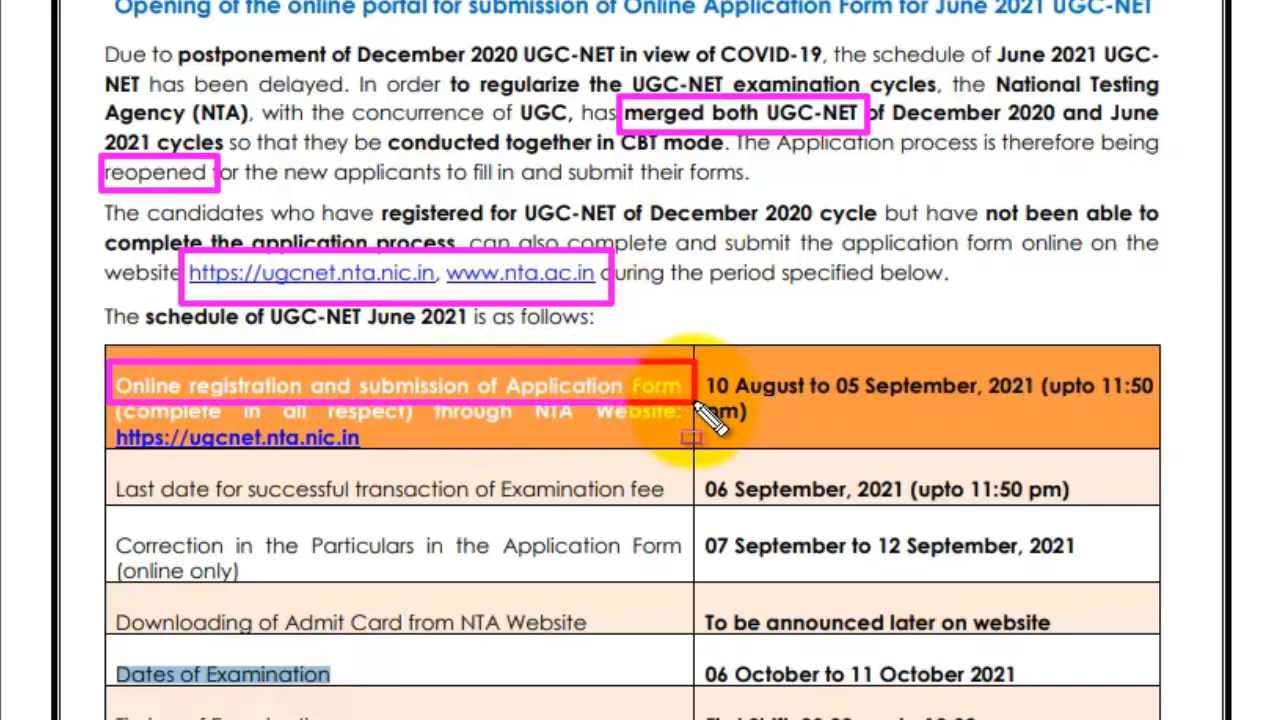 Opening of the online portal for submission of Online Application Form for June 2021 UGC-NET
Due to postponement of December 2020 UGC-NET in view of COVID-19, the schedule of June 2021 UGC-
NET has been delayed. In order to regularize the UGC-NET examination cycles, the National Testing
Agency (NTA), with the concurrence of UGC, has merged both UGC-NET of December 2020 and June
2021 cycles so that they be conducted together in CBT mode. The Application process is therefore being
reopened for the new applicants to fill in and submit their forms.
The candidates who have registered for UGC-NET of December 2020 cycle but have not been able to
complete the application process, can also complete and submit the application form online on the
website https://ugcnet.nta.nic.in, www.nta.ac.in during the period specified below.
The schedule of UGC-NET June 2021 is as follows:
Online registration and submission of Application Form
(complete in all respect) through NTA Website:
https://ugcnet.nta.nic.in
10 August to 05 September, 2021 (upto 11:50
pm)
Last date for successful transaction of Examination fee
06 September, 2021 (upto 11:50 pm)
Correction in the Particulars in the Application Form
(online only)
07 September to 12 September, 2021
Downloading of Admit Card from NTA Website
To be announced later on website
Dates of Examination
06 October to 11 October 2021